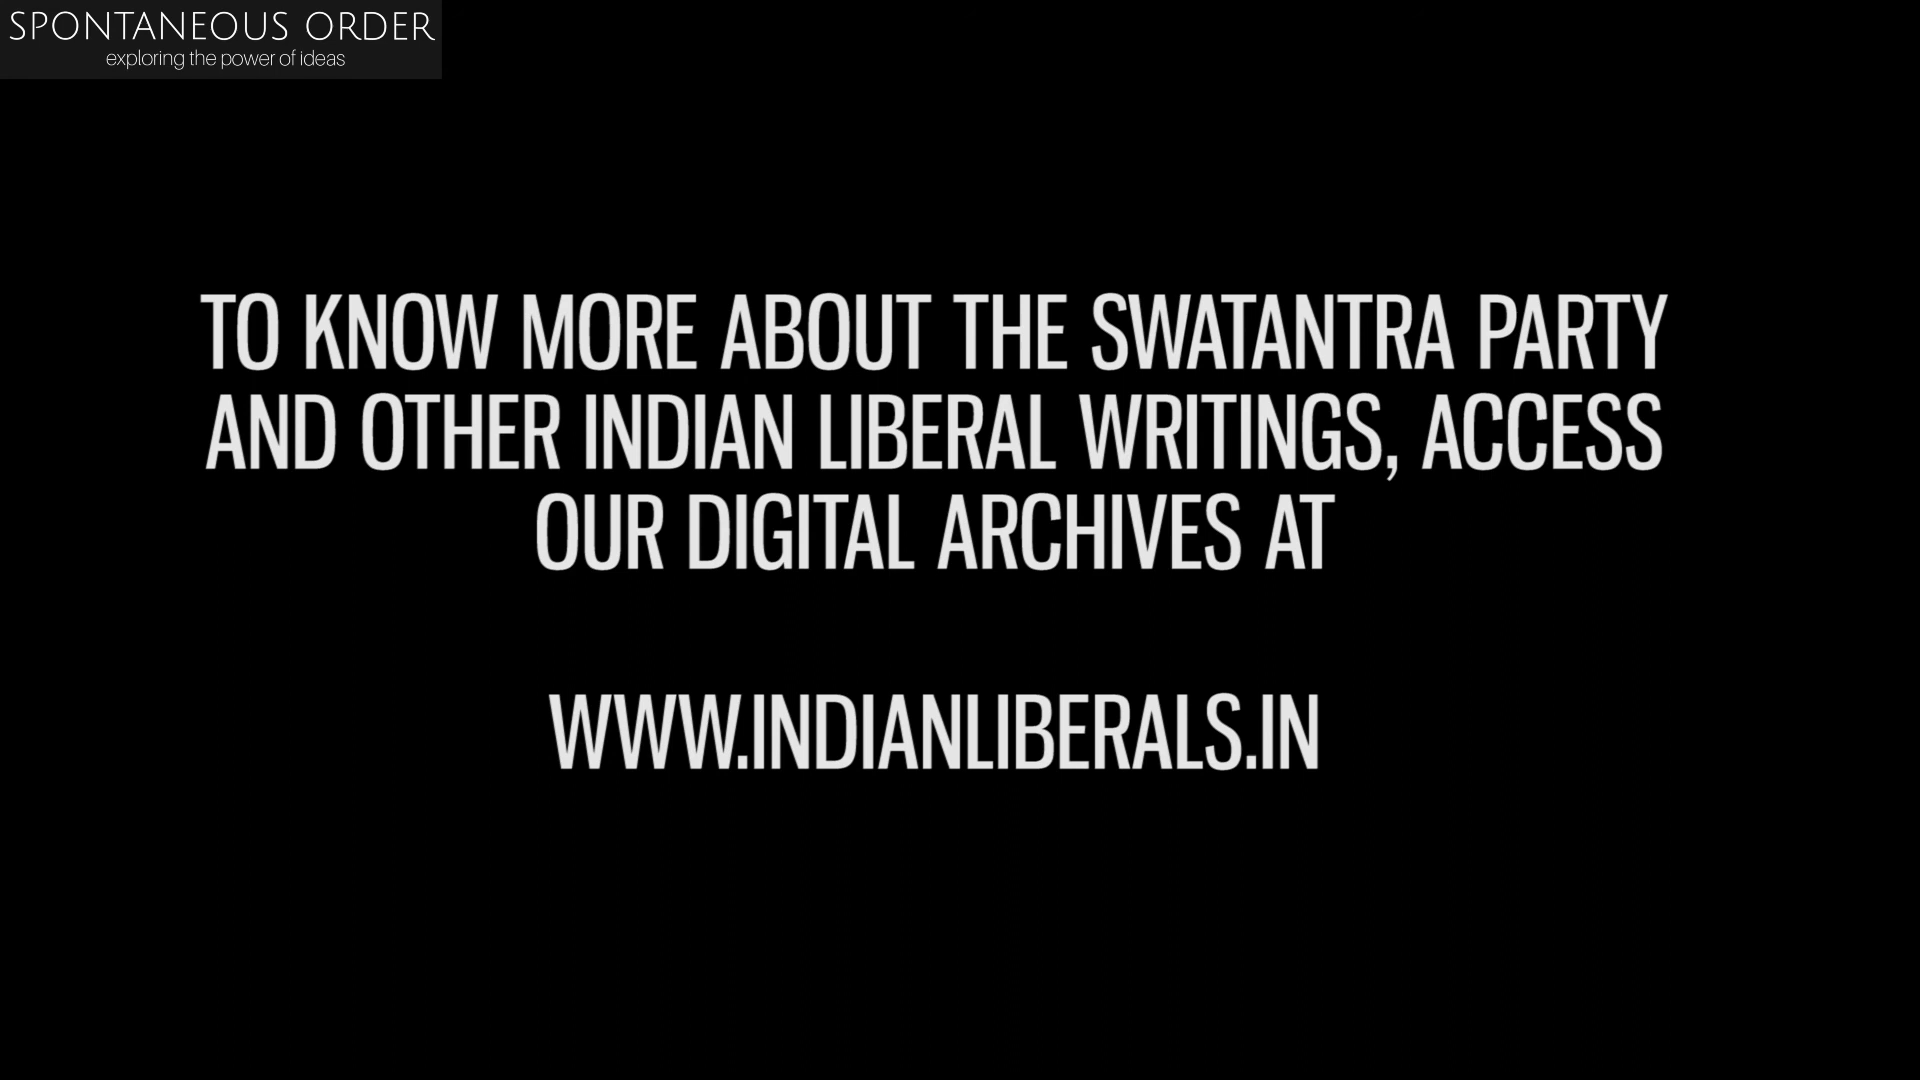 SPONTANEOUS ORDER
exploring the power of ideas
TO KNOW MORE ABOUT THE SWATANTRA PARTY
AND OTHER INDIAN LIBERAL WRITINGS, ACCESS
OUR DIGITAL ARCHIVES AT
WWW.INDIANLIBERALS.IN